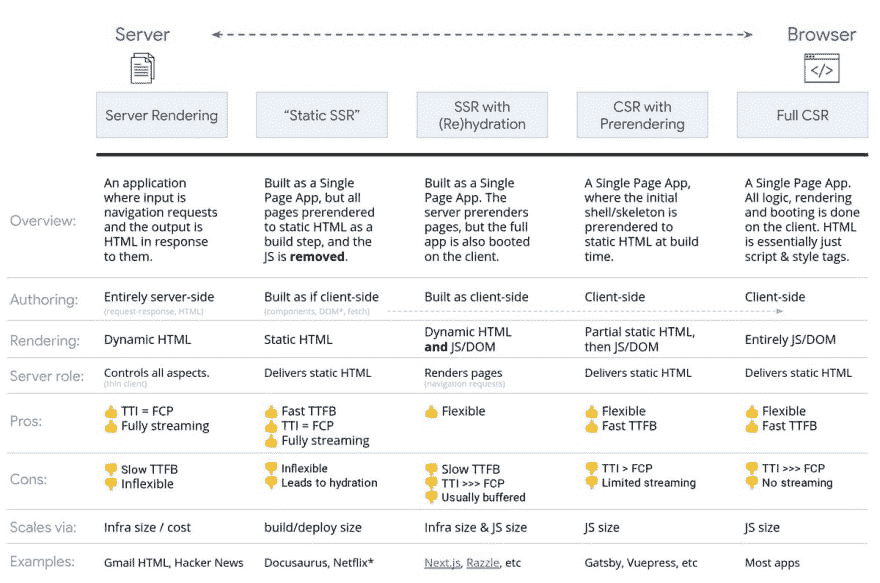 Server
Browser
</>
Server Rendering
“Static SSR”
SSR with
(Re)hydration
CSR with
Prerendering
Full CSR
Overview:
An application
where input is
navigation requests
and the output is
HTML in response
to them.
Built as a Single
Page App, but all
pages prerendered
to static HTML as a
build step, and the
JS is removed.
Built as a Single
Page App. The
server prerenders
pages, but the full
app is also booted
on the client.
A Single Page App,
where the initial
shell/skeleton is
prerendered to
static HTML at build
time.
A Single Page App.
All logic, rendering
and booting is done
on the client. HTML
is essentially just
script & style tags.
Authoring:
Entirely server-side
(request-response, HTML)
Built as if client-side
(components, DOM*, fetch)
Built as client-side
Client-side
Client-side
Rendering:
Dynamic HTML
Static HTML
Dynamic HTML
and JS/DOM
Partial static HTML,
then JS/DOM
Entirely JS/DOM
Server role:
Controls all aspects.
(thin client)
Delivers static HTML
Renders pages
(navigation requests)
Delivers static HTML
Delivers static HTML
Pros:
TTI = FCP
Fully streaming
Fast TTFB
TTI = FCP
Fully streaming
Flexible
Flexible
Fast TTFB
Flexible
Fast TTFB
Cons:
Slow TTFB
Inflexible
Inflexible
Leads to hydration
Slow TTFB
TTI >>> FCP
Usually buffered
TTI > FCP
Limited streaming
TTI >>> FCP
No streaming
Scales via:
Infra size / cost
build/deploy size
Infra size & JS size
JS size
JS size
Examples:
Gmail HTML, Hacker News
Docusaurus, Netflix*
Next.js, Razzle, etc
Gatsby, Vuepress, etc
Most apps